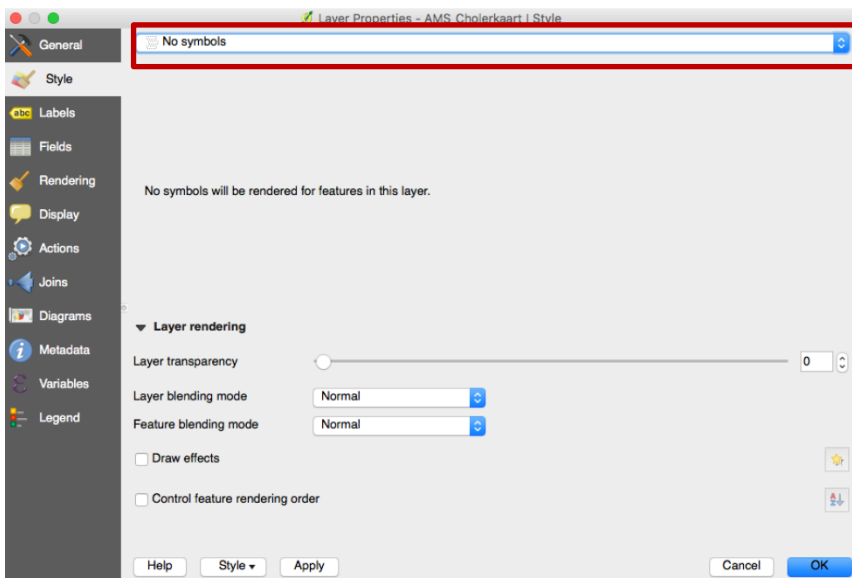 Layer Properties - AMS Cholerkaart | Style
General
No symbols
Style
abc Labels
Fields
Rendering
No symbols will be rendered for features in this layer.
Display
Actions
Joins
Diagrams
Layer rendering
Metadata
Layer transparency 0
Variables
Layer blending mode Normal
Legend
Feature blending mode Normal
Draw effects
Control feature rendering order
Help Style Apply Cancel OK